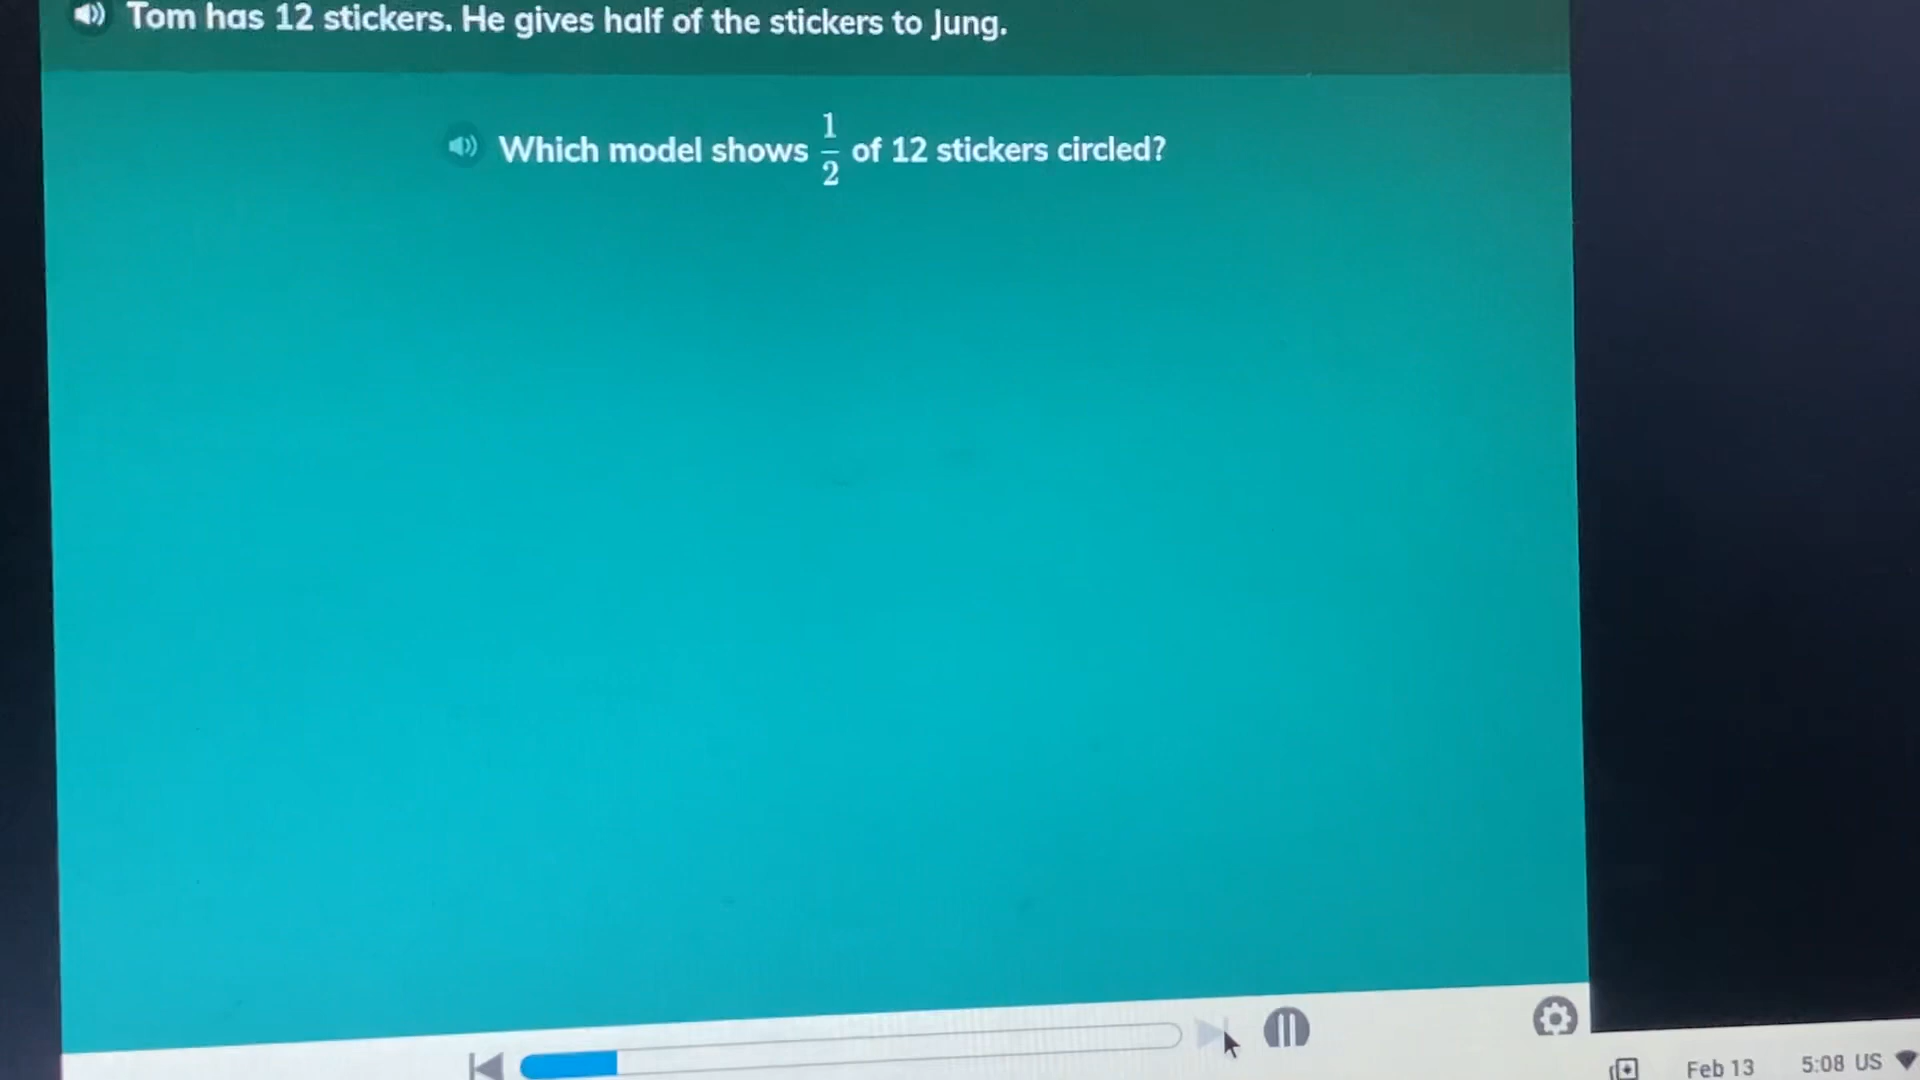 Tom has 12 stickers. He gives half of the stickers to Jung.
Which model shows 1/2 of 12 stickers circled?
Feb 13 5:08 US